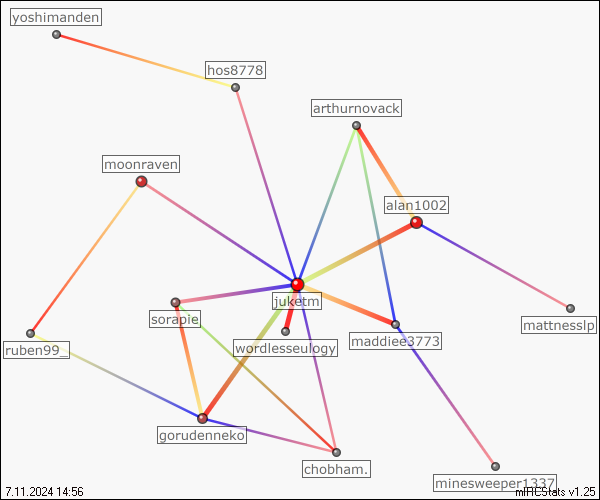 yoshimanden
hos8778
arthurnovack
moonraven
alan1002
juketm
sorapie
mattnesslp
wordlesseulogy
maddiee3773
ruben99_
gorudenneko
chobham.
minesweeper1337
7.11.2024 14:56
mIRCStats v1.25